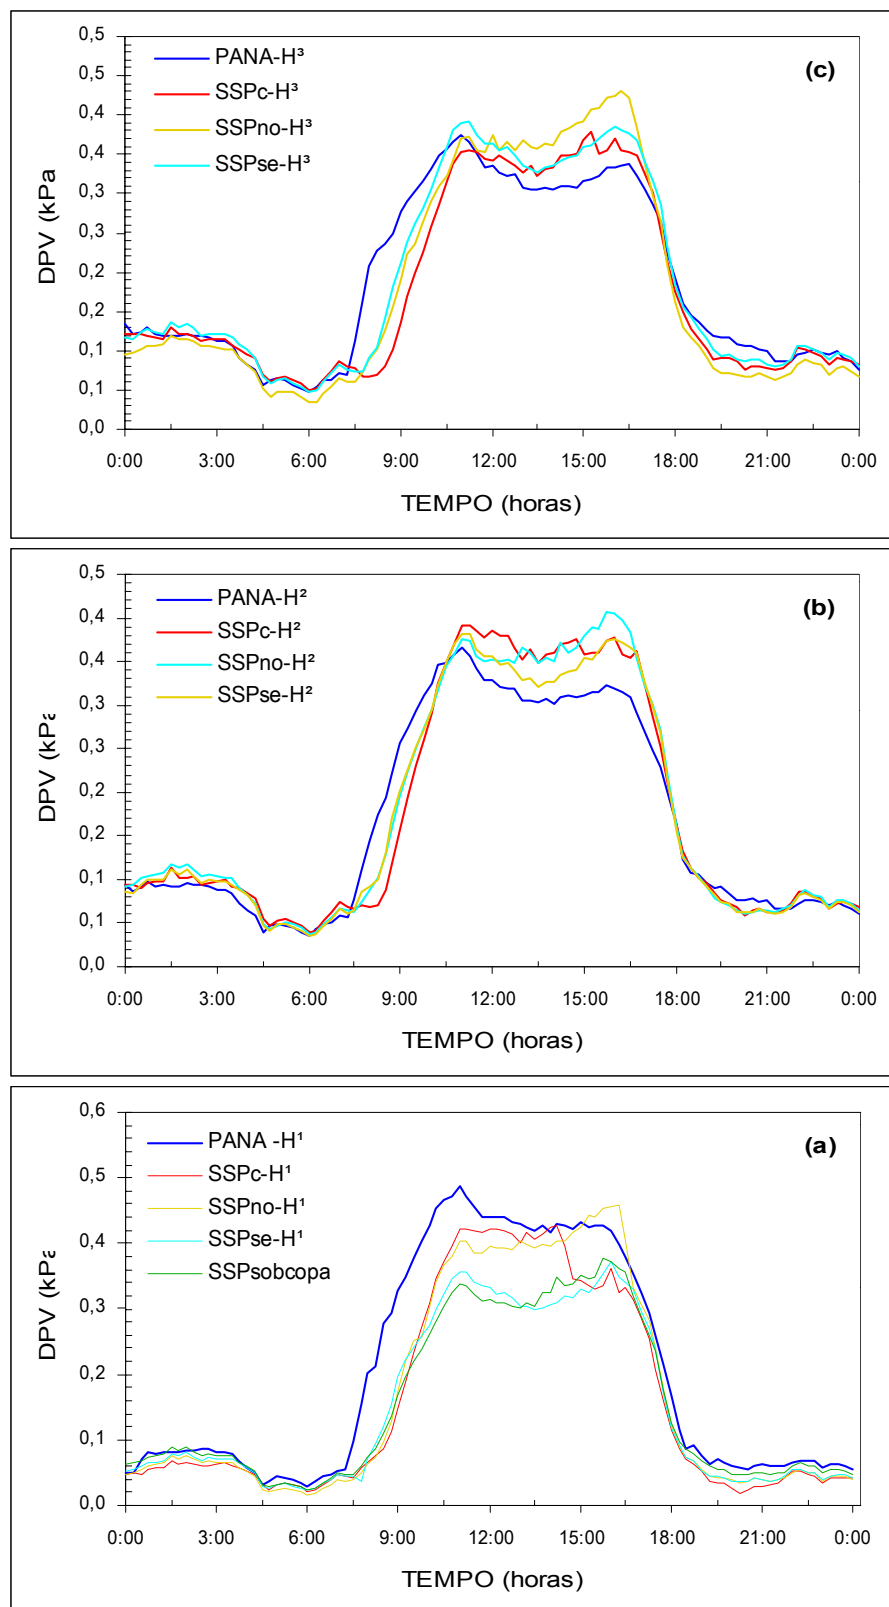 (c)
PANA-H³
SSPc-H³
SSPno-H³
SSPse-H³
0,5
0,5
0,4
0,4
0,3
0,3
0,2
0,2
0,1
0,1
0,0
DPV (kPa
0:00 3:00 6:00 9:00 12:00 15:00 18:00 21:00 0:00
TEMPO (horas)
(b)
PANA-H²
SSPc-H²
SSPno-H²
SSPse-H²
0,5
0,4
0,4
0,3
0,3
0,2
0,2
0,1
0,1
0,0
DPV (kPa
0:00 3:00 6:00 9:00 12:00 15:00 18:00 21:00 0:00
TEMPO (horas)
(a)
PANA -H¹
SSPc-H¹
SSPno-H¹
SSPse-H¹
SSPsobcopa
0,6
0,5
0,4
0,3
0,2
0,1
0,0
DPV (kPa
0:00 3:00 6:00 9:00 12:00 15:00 18:00 21:00 0:00
TEMPO (horas)